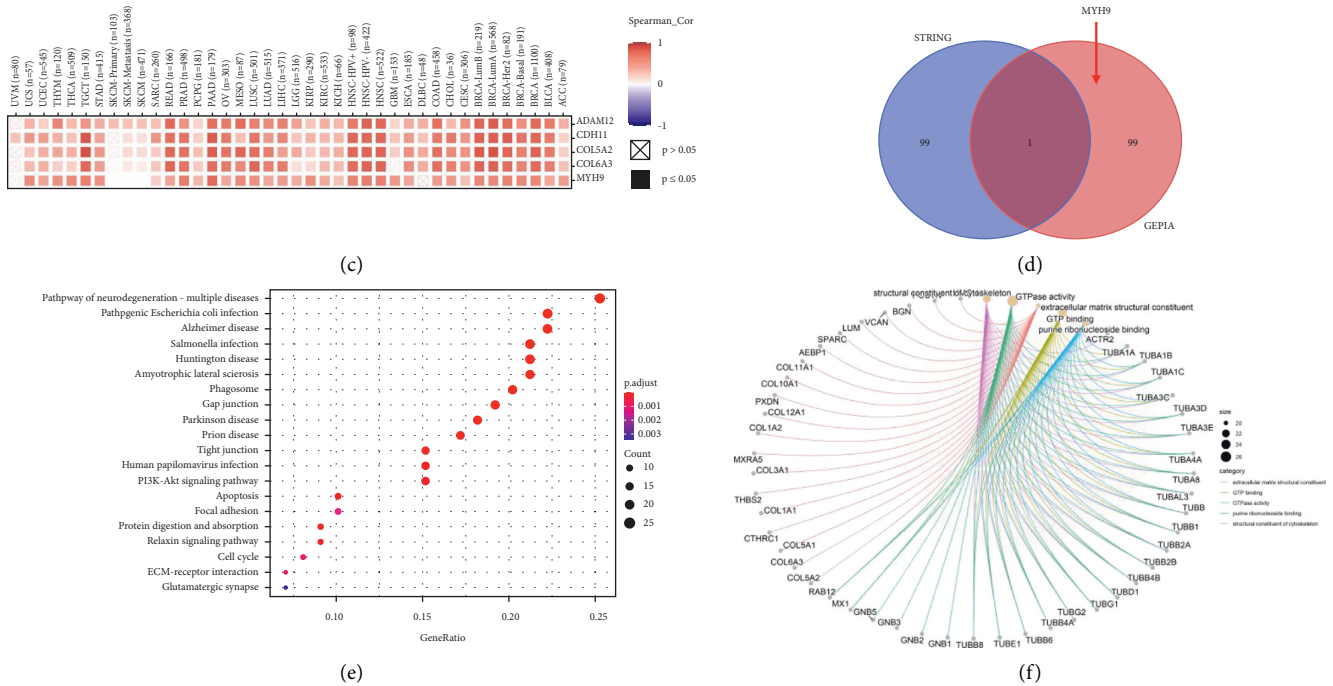 UVM (n=80)
UCS (n=57)
UCEC (n=545)
THYM (n=120)
THCA (n=509)
TGCT (n=150)
STAD (n=415)
SKCM-Primary (n=103)
SKCM-Metastasis (n=368)
SKCM (n=471)
SARC (n=260)
READ (n=166)
PRAD (n=498)
PCPG (n=181)
PAAD (n=179)
OV (n=303)
MESO (n=87)
LUSC (n=501)
LUAD (n=515)
LIHC (n=371)
LGG (n=516)
KIRP (n=290)
KIRC (n=533)
KICH (n=66)
HNSC-HPV+ (n=98)
HNSC-HPV- (n=422)
HNSC (n=522)
GBM (n=153)
ESCA (n=185)
DLBC (n=48)
COAD (n=458)
CHOL (n=36)
CESC (n=306)
BRCA-LumB (n=219)
BRCA-LumA (n=568)
BRCA-Her2 (n=82)
BRCA-Basal (n=191)
BRCA (n=1100)
BLCA (n=408)
ACC (n=79)
ADAM12
CDH11
COL5A2
COL6A3
MYH9
Spearman_Cor
1
0
-1
p > 0.05
p ≤ 0.05
(c)
MYH9
STRING
99
1
99
GEPIA
(d)
Pathway of neurodegeneration - multiple diseases
Pathpgenic Escherichia coli infection
Alzheimer disease
Salmonella infection
Huntington disease
Amyotrophic lateral sclerosis
Phagosome
Gap junction
Parkinson disease
Prion disease
Tight junction
Human papilomavirus infection
PI3K-Akt signaling pathway
Apoptosis
Focal adhesion
Protein digestion and absorption
Relaxin signaling pathway
Cell cycle
ECM-receptor interaction
Glutamatergic synapse
0.10
0.15
0.20
0.25
GeneRatio
p.adjust
0.001
0.002
0.003
Count
10
15
20
25
(e)
structural constituent
GTPase activity
extracellular matrix structural constituent
GTP binding
purine ribonucleoside binding
ACTR2
TUBA1A
TUBA1B
TUBA1C
TUBA3C
TUBA3D
TUBA3E
TUBA4A
TUBA8
TUBAL3
TUBB
TUBB1
TUBB2A
TUBB2B
TUBB4B
TUBD1
TUBG1
TUBG2
TUBB4A
TUBB6
TUBE1
TUBB8
GNB1
GNB2
GNB3
GNB5
MX1
RAB12
COL5A2
COL6A3
COL5A1
CTHRC1
COL1A1
THBS2
COL3A1
MXRA5
COL1A2
COL12A1
PXDN
COL10A1
COL11A1
AEBP1
SPARC
LUM
VCAN
BGN
size
20
22
24
26
category
extracellular matrix structural constituent
GTP binding
GTPase activity
purine ribonucleoside binding
structural constituent of cytoskeleton
(f)